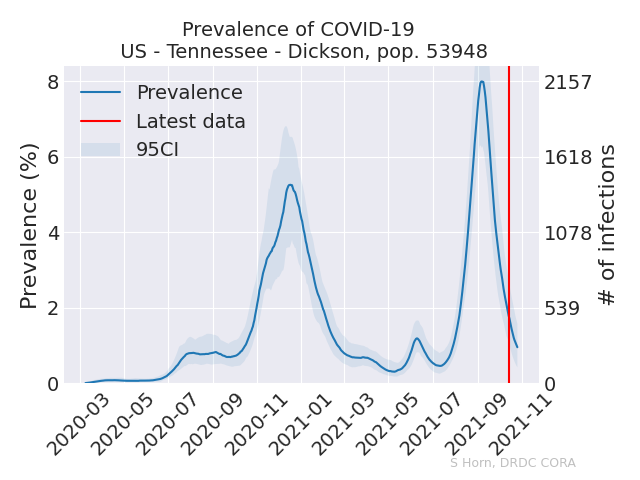 Prevalence of COVID-19
US - Tennessee - Dickson, pop. 53948
Prevalence
Latest data
95CI
Prevalence (%)
8
6
4
2
0
2157
1618
1078
539
0
# of infections
2020-03
2020-05
2020-07
2020-09
2020-11
2021-01
2021-03
2021-05
2021-07
2021-09
2021-11
S Horn, DRDC CORA